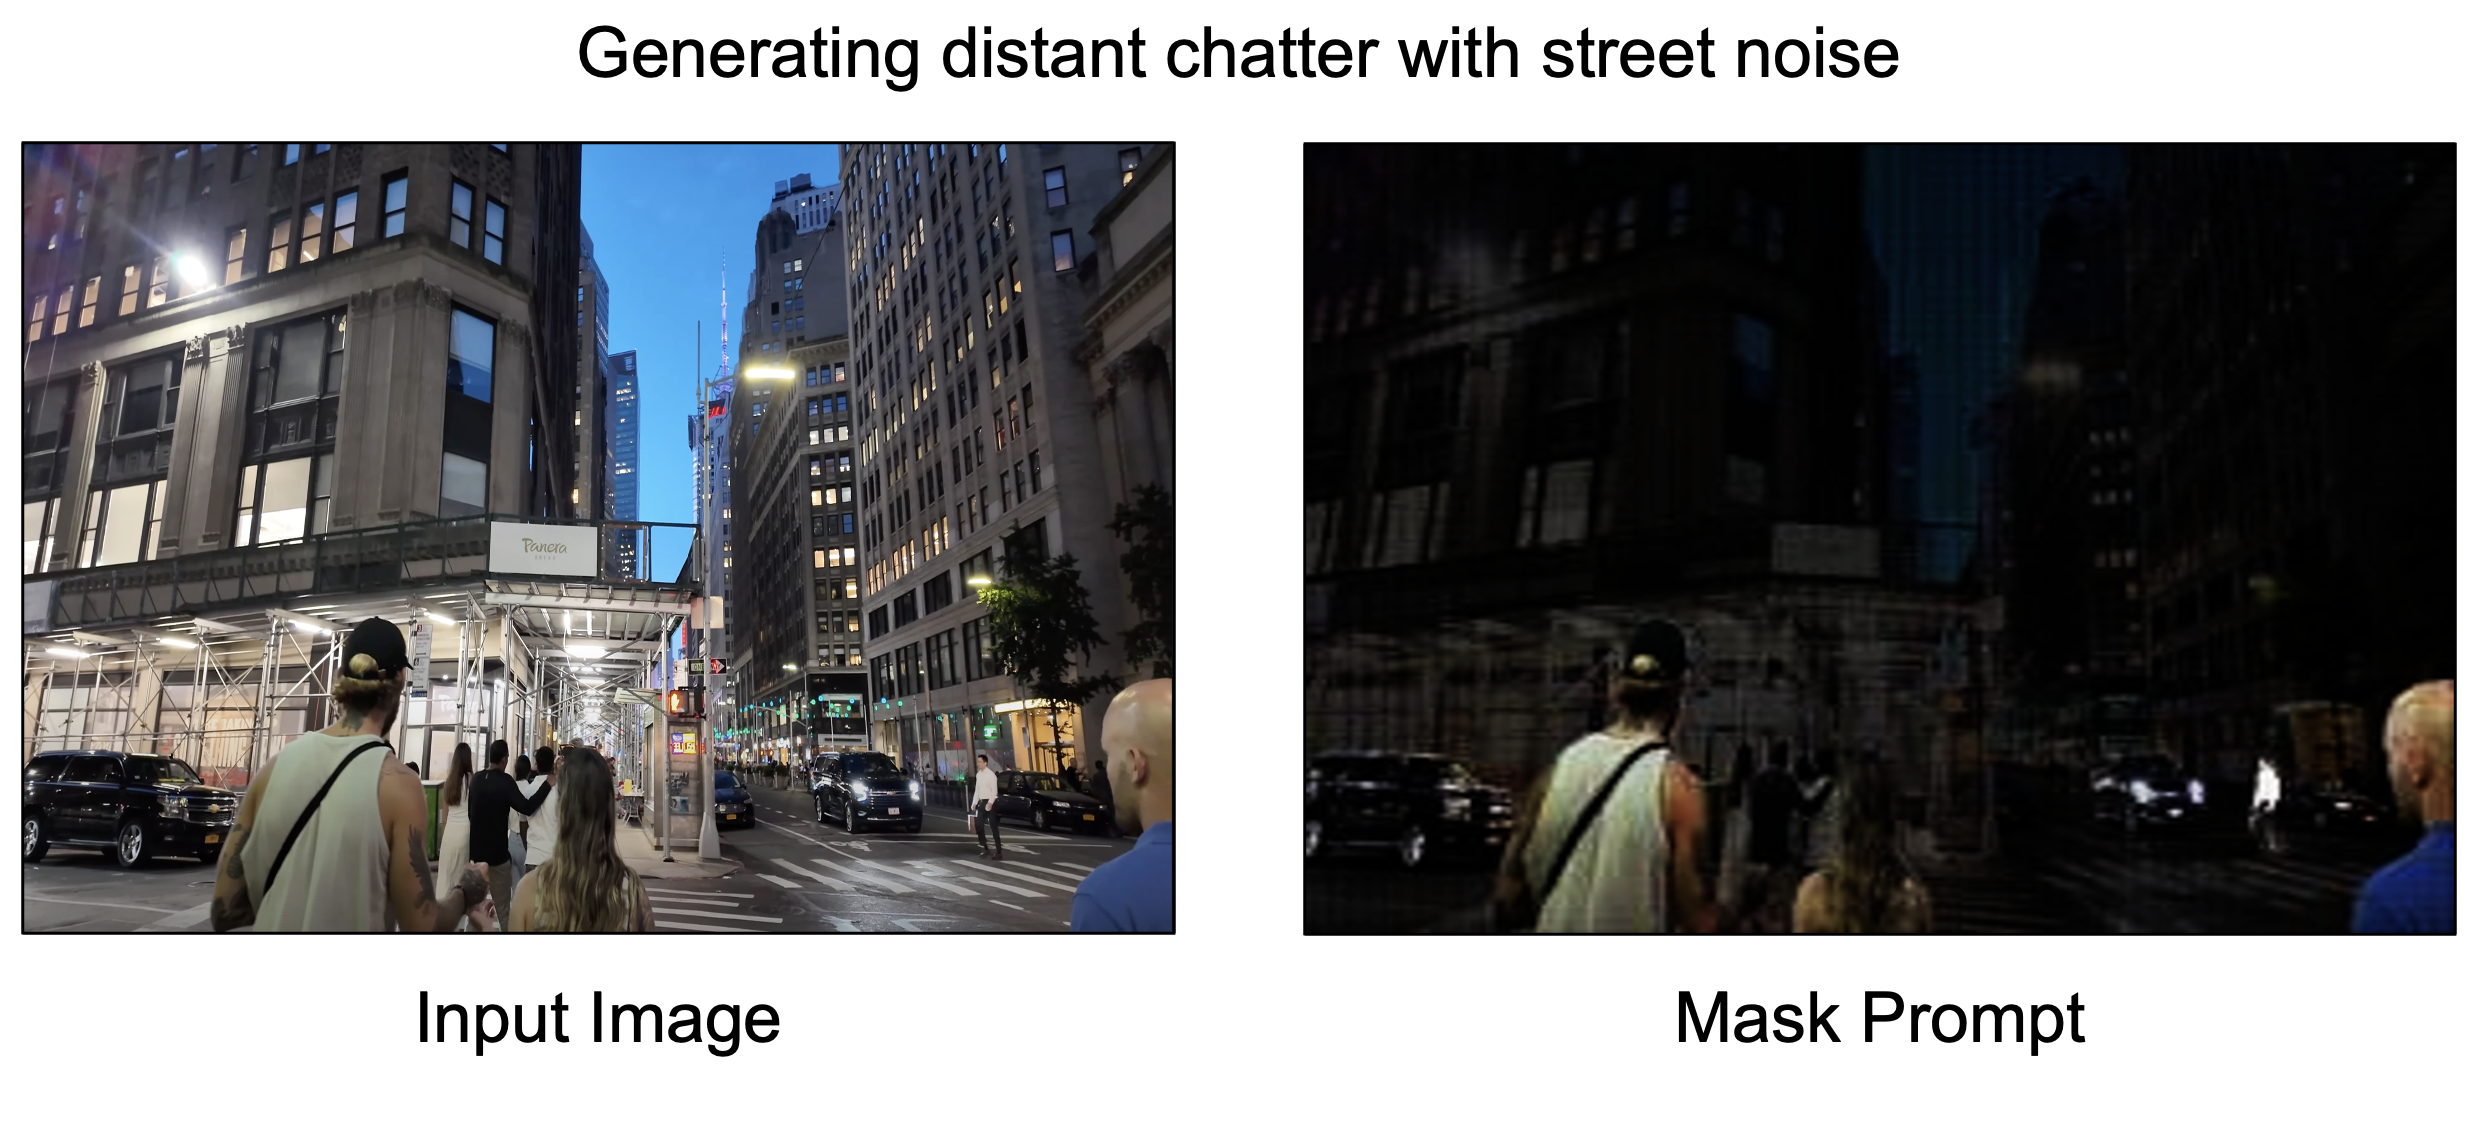 Generating distant chatter with street noise
Panera
Input Image
Mask Prompt